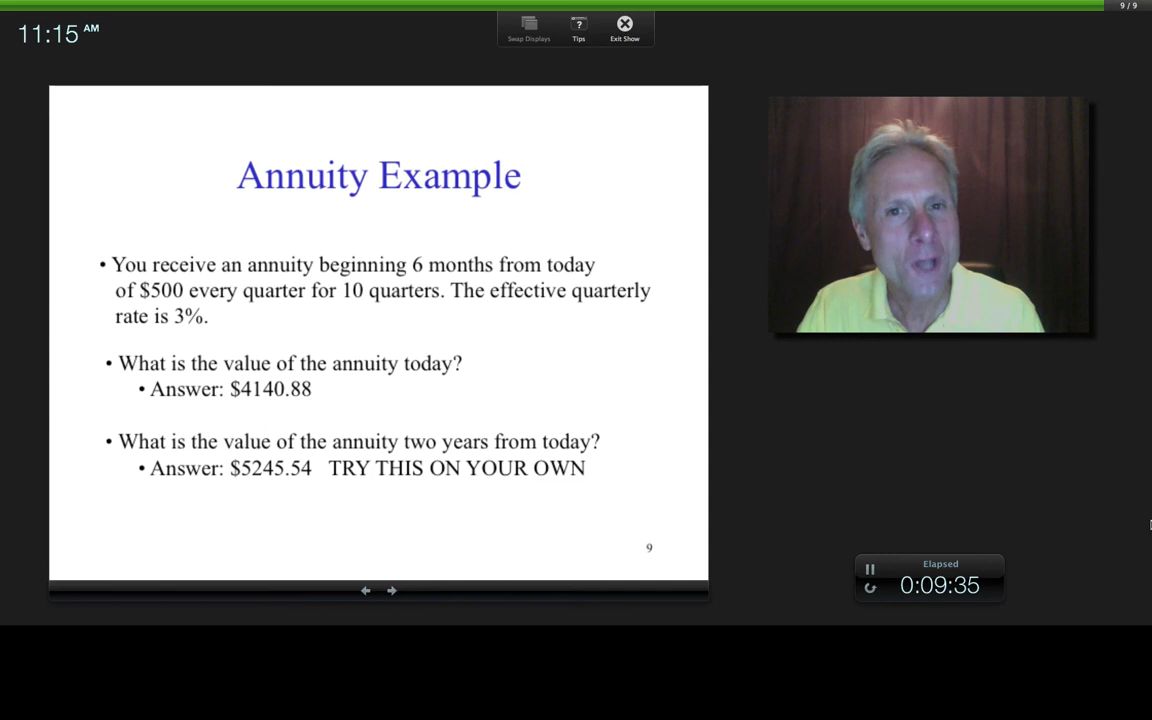 9 / 9
11:15 AM
Swap Displays
? Tips
Exit Show
Annuity Example
• You receive an annuity beginning 6 months from today
of $500 every quarter for 10 quarters. The effective quarterly
rate is 3%.
• What is the value of the annuity today?
• Answer: $4140.88
• What is the value of the annuity two years from today?
• Answer: $5245.54 TRY THIS ON YOUR OWN
9
Elapsed
0:09:35